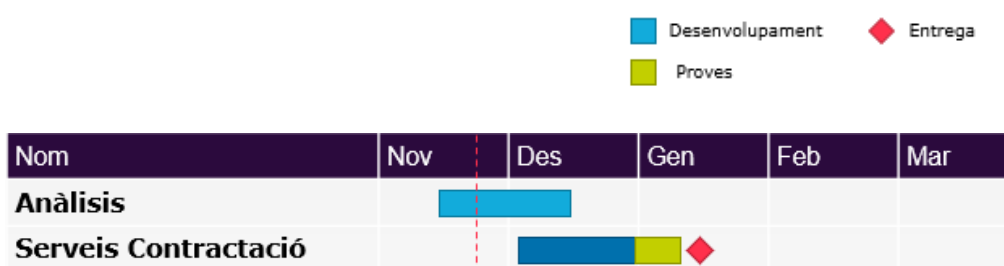 Desenvolupament Entrega
Proves
Nom Nov Des Gen Feb Mar
Anàlisis
Serveis Contractació